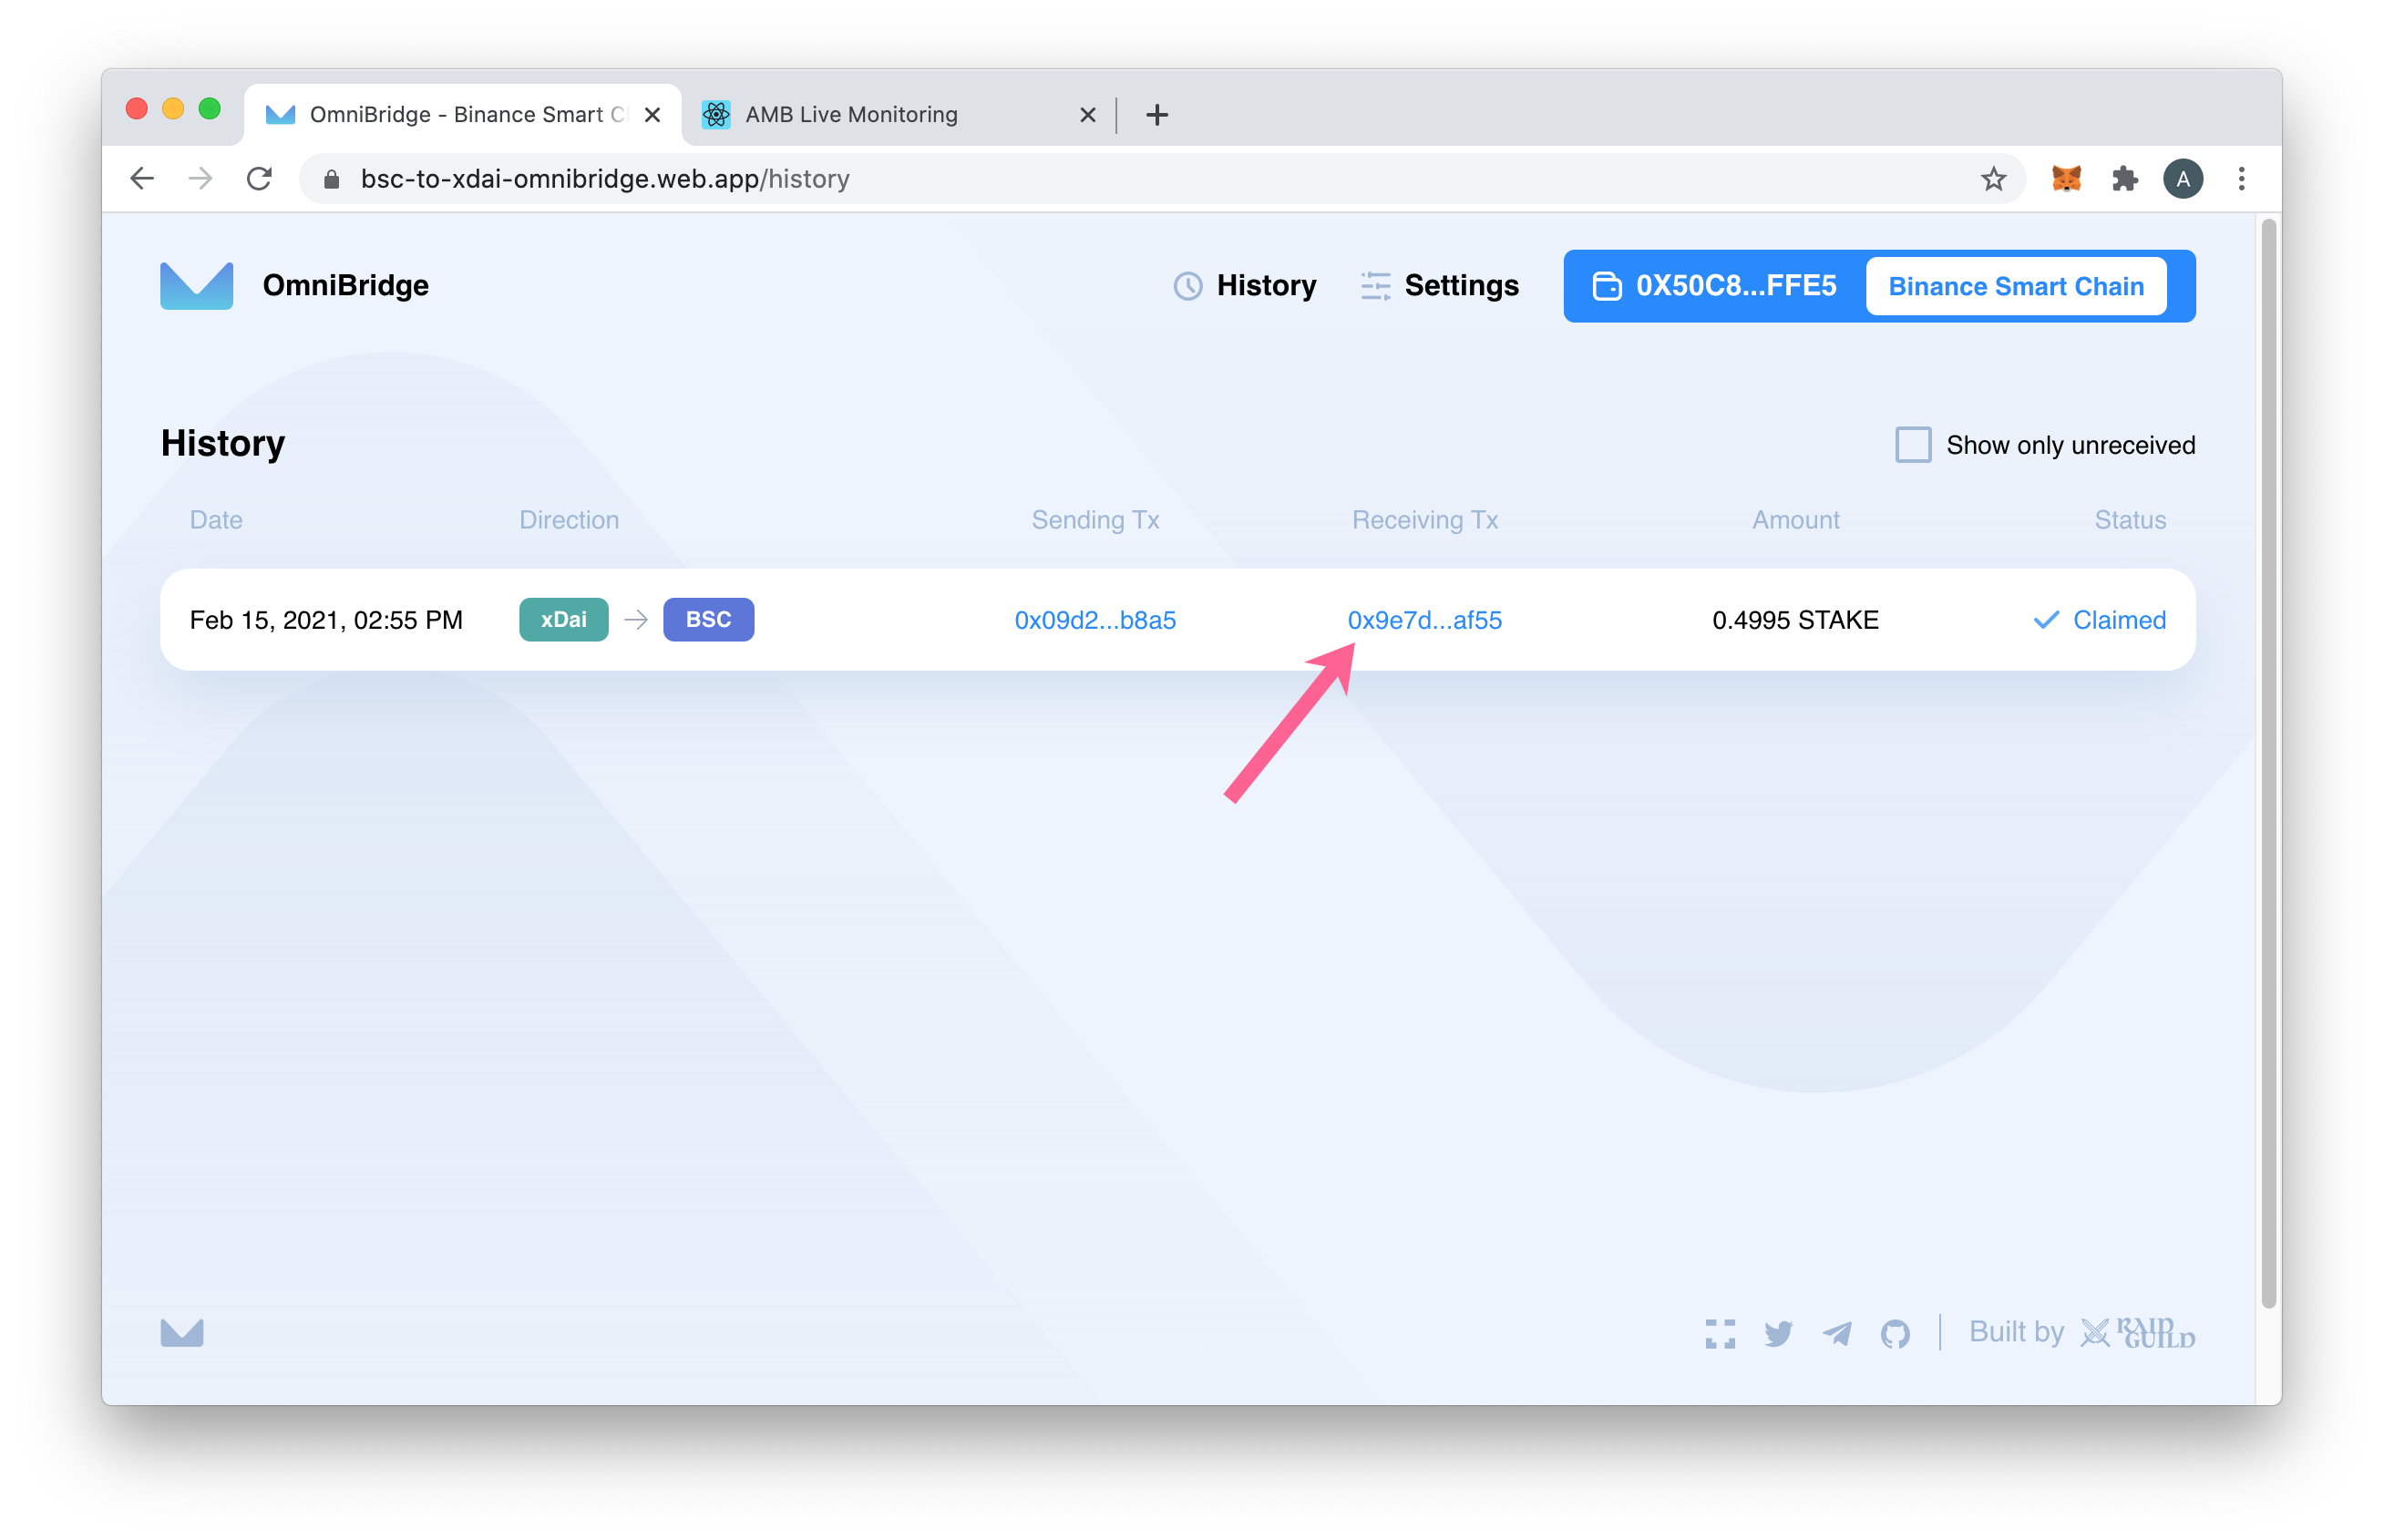 OmniBridge - Binance Smart C
AMB Live Monitoring
bsc-to-xdai-omnibridge.web.app/history
A
OmniBridge
History
Settings
0X50C8...FFE5
Binance Smart Chain
History
Show only unreceived
Date Direction Sending Tx Receiving Tx Amount Status
Feb 15, 2021, 02:55 PM xDai BSC 0x09d2...b8a5 0x9e7d...af55 0.4995 STAKE Claimed
Built by RAID GUILD